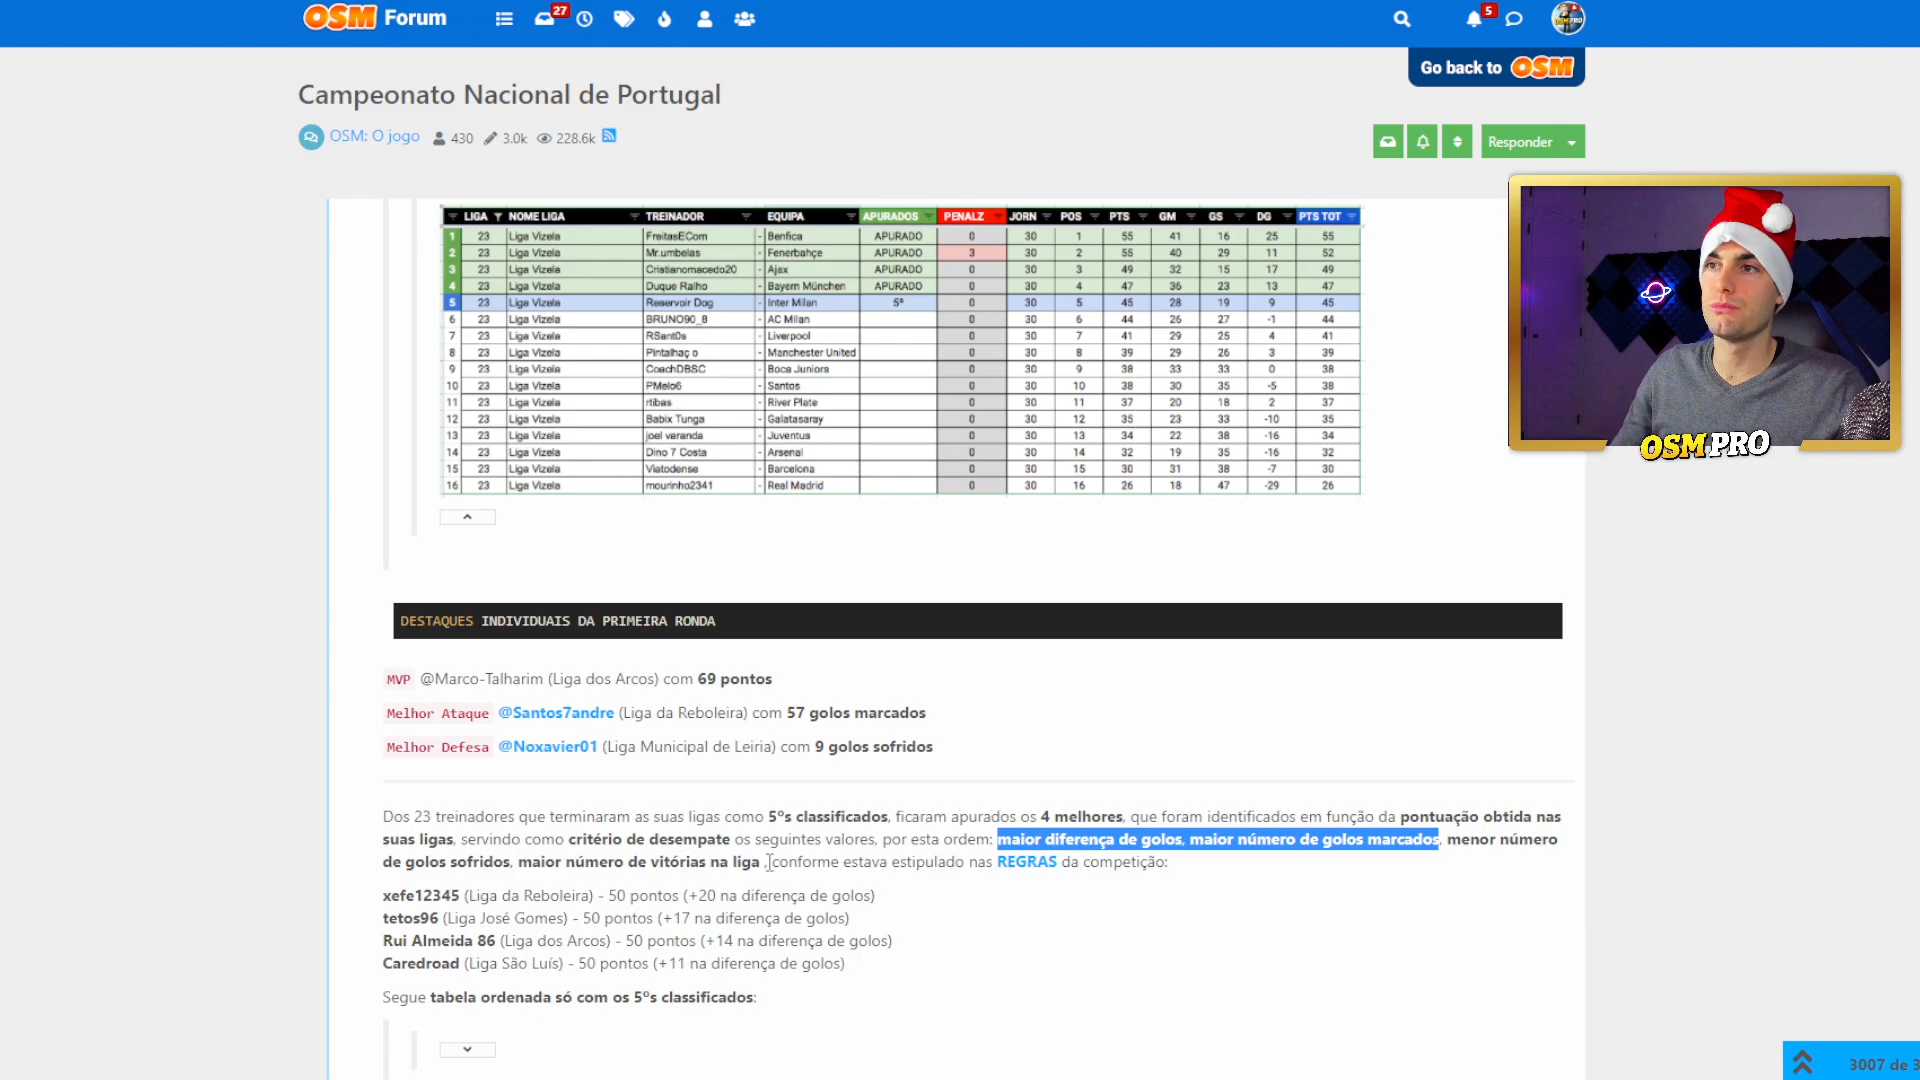 OSM Forum
27
5
Go back to OSM
Campeonato Nacional de Portugal
OSM: O jogo 430 3.0k 228.6k
Responder
LIGA NOME LIGA TREINADOR EQUIPA APURADOS PENALZ JORN POS PTS GM GS DG PTS TOT
1 23 Liga Vizela FreitasECom - Benfica APURADO 0 30 1 55 41 16 25 55
2 23 Liga Vizela Mr.umbelas - Fenerbahçe APURADO 3 30 2 55 40 29 11 52
3 23 Liga Vizela Cristianomacedo20 - Ajax APURADO 0 30 3 49 32 15 17 49
4 23 Liga Vizela Duque Ralho - Bayern München APURADO 0 30 4 47 36 23 13 47
5 23 Liga Vizela Reservoir Dog - Inter Milan 5º 0 30 5 45 28 19 9 45
6 23 Liga Vizela BRUNO90_8 - AC Milan 0 30 6 44 26 27 -1 44
7 23 Liga Vizela RSant0s - Liverpool 0 30 7 41 29 25 4 41
8 23 Liga Vizela Pintalhaç o - Manchester United 0 30 8 39 29 26 3 39
9 23 Liga Vizela CoachDBSC - Boca Juniors 0 30 9 38 33 33 0 38
10 23 Liga Vizela PMelo6 - Santos 0 30 10 38 30 35 -5 38
11 23 Liga Vizela rtibas - River Plate 0 30 11 37 20 18 2 37
12 23 Liga Vizela Babix Tunga - Galatasaray 0 30 12 35 23 33 -10 35
13 23 Liga Vizela joel varanda - Juventus 0 30 13 34 22 38 -16 34
14 23 Liga Vizela Dino 7 Costa - Arsenal 0 30 14 32 19 35 -16 32
15 23 Liga Vizela Viatodense - Barcelona 0 30 15 30 31 38 -7 30
16 23 Liga Vizela mourinho2341 - Real Madrid 0 30 16 26 18 47 -29 26
OSM PRO
DESTAQUES INDIVIDUAIS DA PRIMEIRA RONDA
MVP @Marco-Talharim (Liga dos Arcos) com 69 pontos
Melhor Ataque @Santos7andre (Liga da Reboleira) com 57 golos marcados
Melhor Defesa @Noxavier01 (Liga Municipal de Leiria) com 9 golos sofridos
Dos 23 treinadores que terminaram as suas ligas como 5ºs classificados, ficaram apurados os 4 melhores, que foram identificados em função da pontuação obtida nas
suas ligas, servindo como critério de desempate os seguintes valores, por esta ordem: maior diferença de golos, maior número de golos marcados, menor número
de golos sofridos, maior número de vitórias na liga , conforme estava estipulado nas REGRAS da competição:
xefe12345 (Liga da Reboleira) - 50 pontos (+20 na diferença de golos)
tetos96 (Liga José Gomes) - 50 pontos (+17 na diferença de golos)
Rui Almeida 86 (Liga dos Arcos) - 50 pontos (+14 na diferença de golos)
Caredroad (Liga São Luís) - 50 pontos (+11 na diferença de golos)
Segue tabela ordenada só com os 5ºs classificados:
3007 de 3